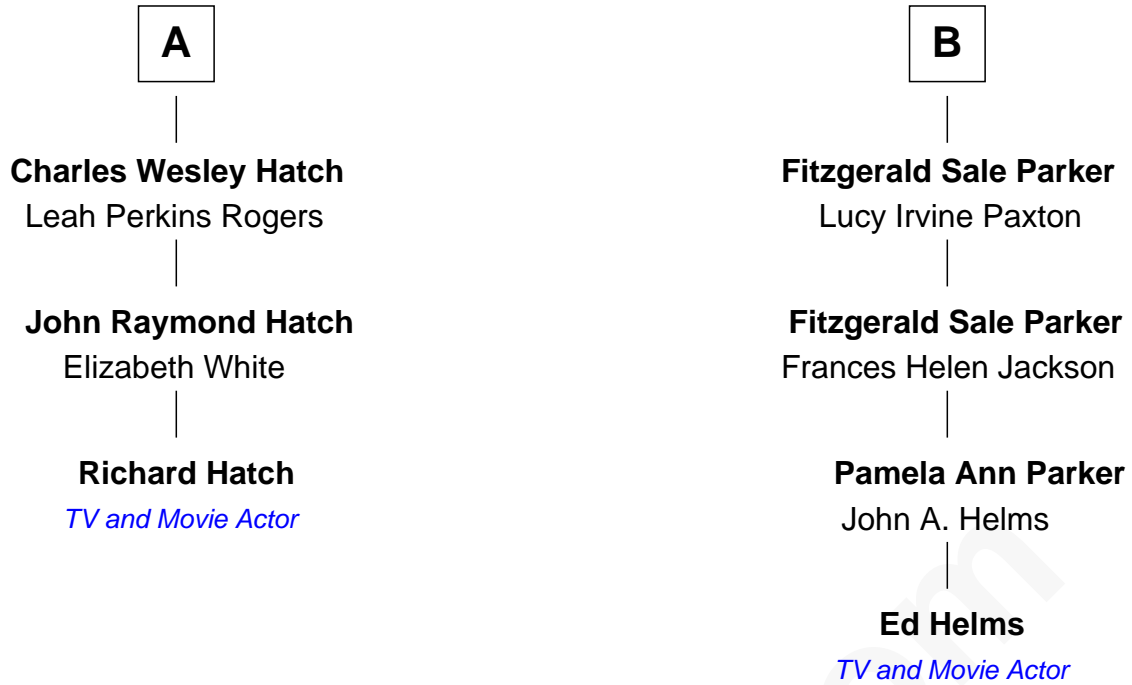 A
B
Charles Wesley Hatch
Leah Perkins Rogers
Fitzgerald Sale Parker
Lucy Irvine Paxton
John Raymond Hatch
Elizabeth White
Fitzgerald Sale Parker
Frances Helen Jackson
Richard Hatch
TV and Movie Actor
Pamela Ann Parker
John A. Helms
Ed Helms
TV and Movie Actor